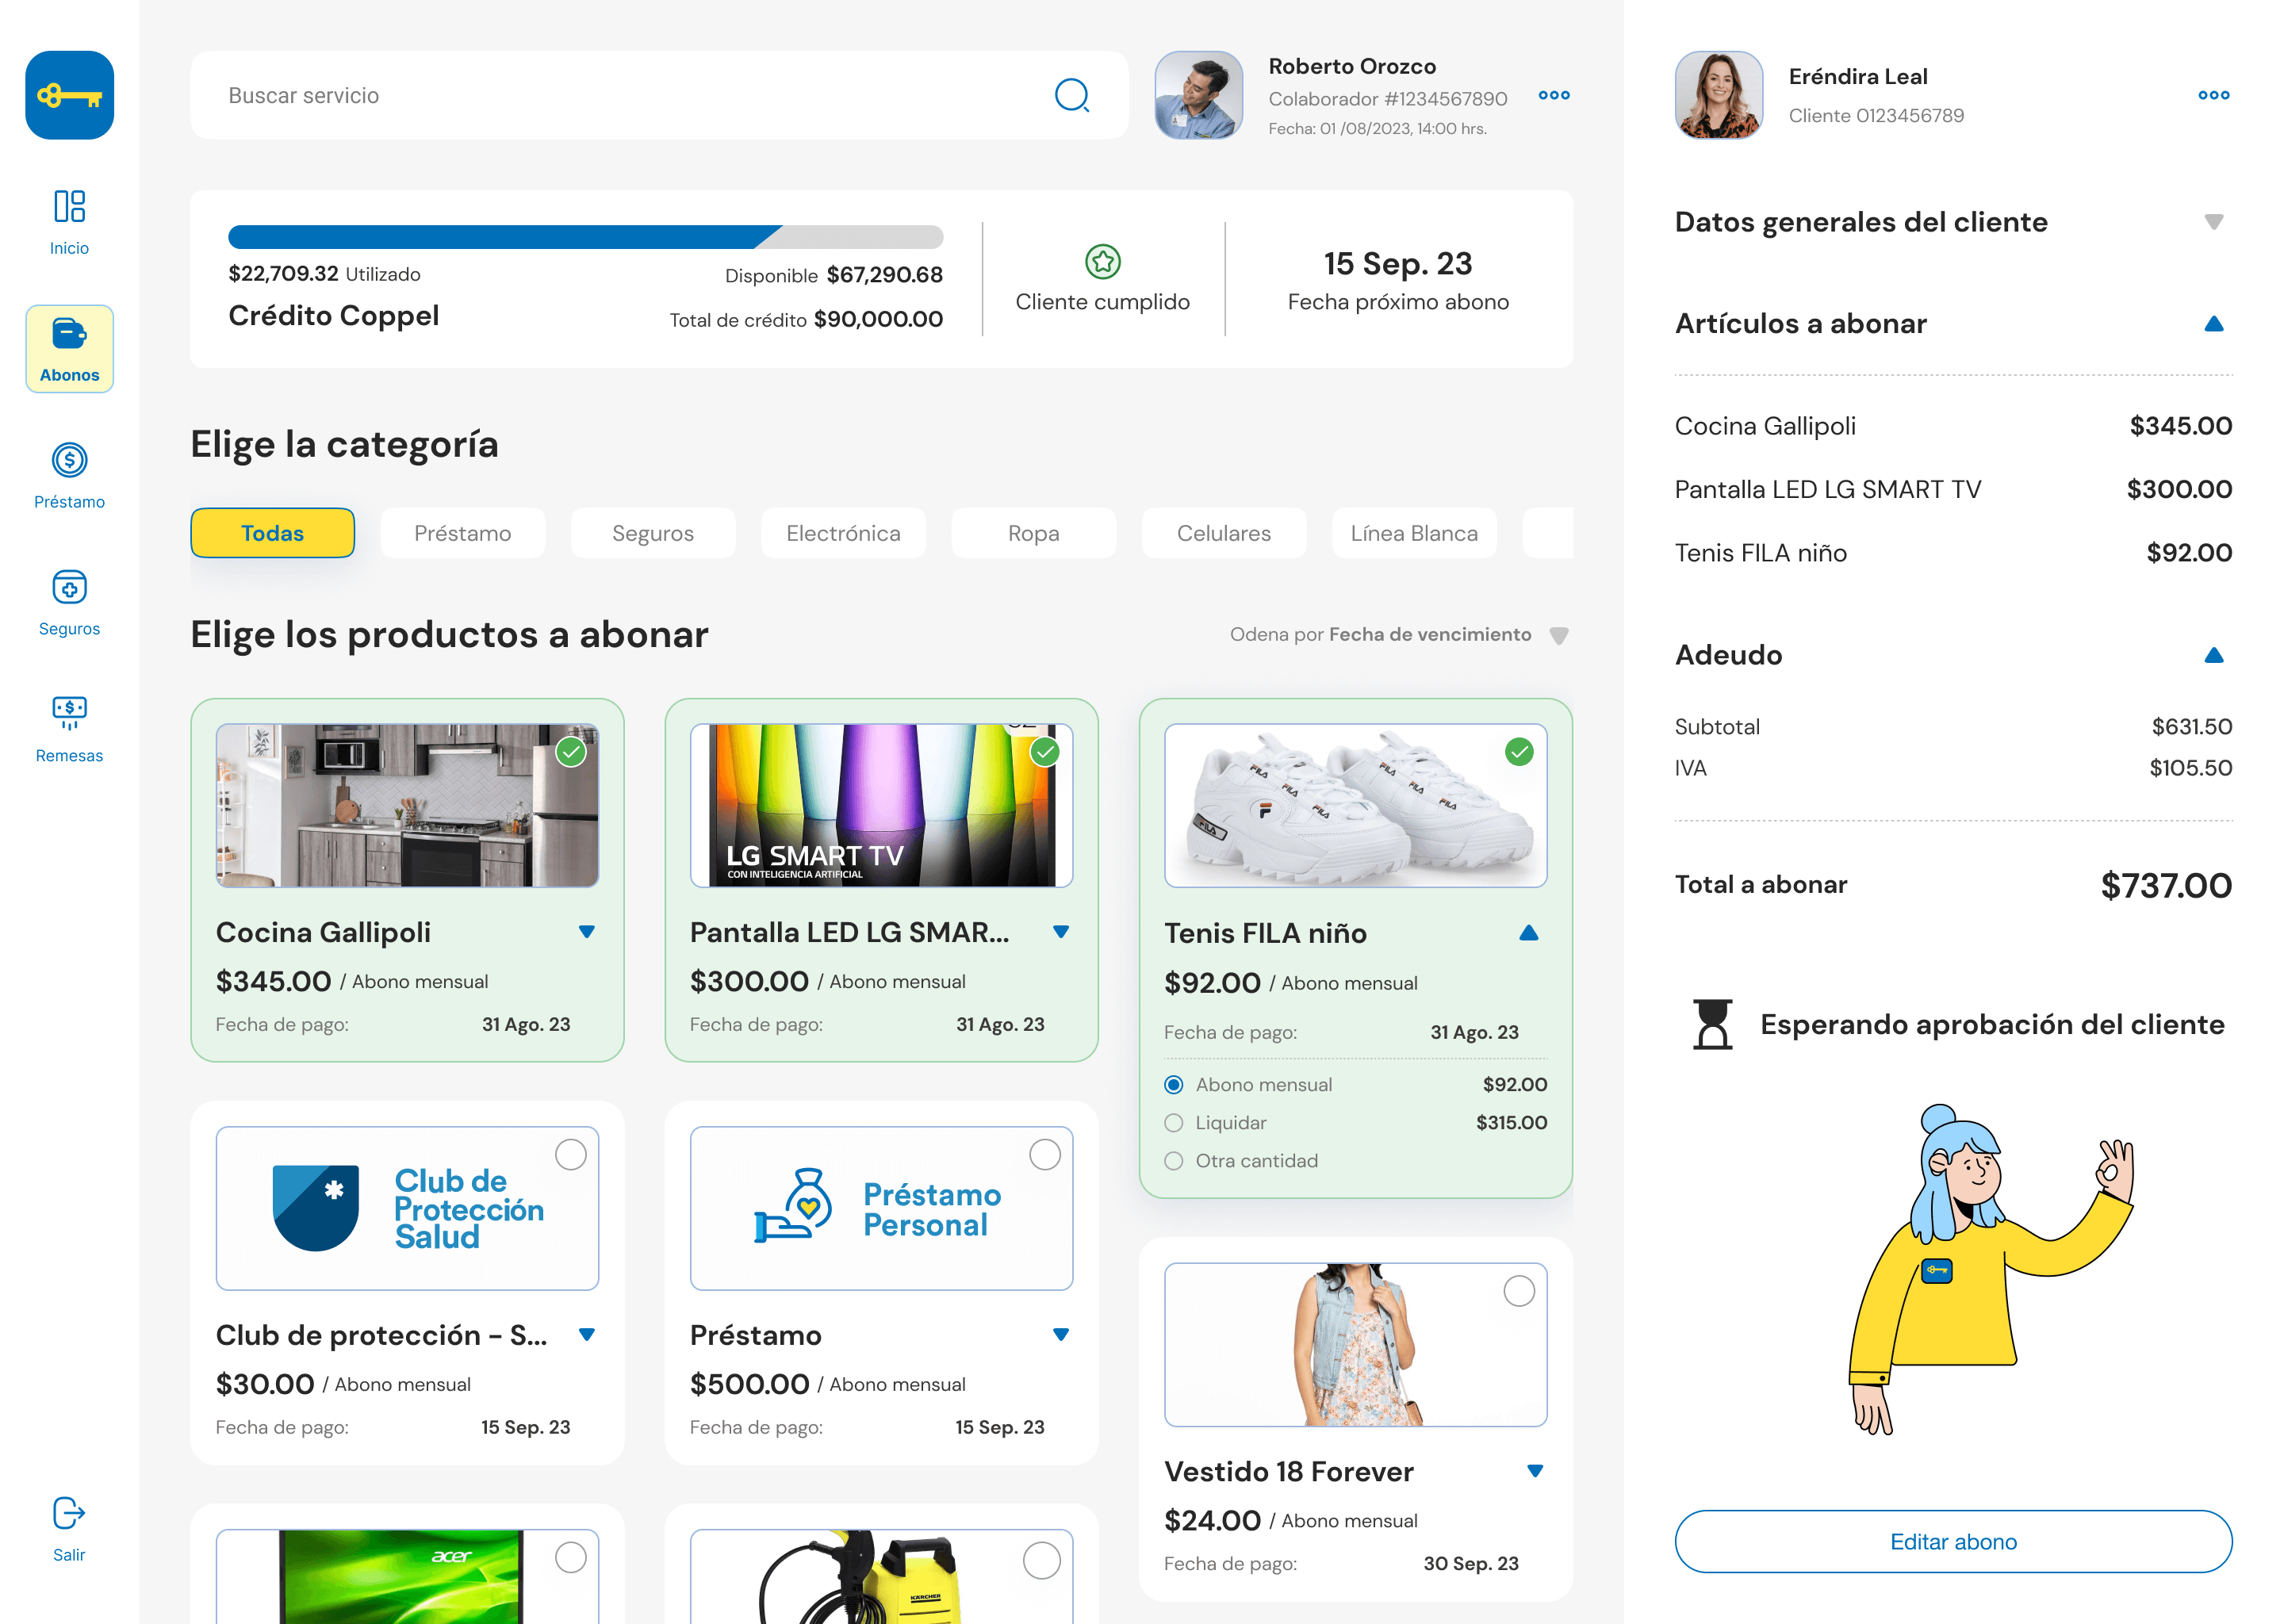 Buscar servicio
Roberto Orozco
Colaborador #1234567890
Fecha: 01 /08/2023, 14:00 hrs.
Eréndira Leal
Cliente 0123456789
Inicio
Abonos
Préstamo
Seguros
Remesas
Salir
$22,709.32 Utilizado
Disponible $67,290.68
Crédito Coppel
Total de crédito $90,000.00
Cliente cumplido
15 Sep. 23
Fecha próximo abono
Elige la categoría
Todas
Préstamo
Seguros
Electrónica
Ropa
Celulares
Línea Blanca
Elige los productos a abonar
Odena por Fecha de vencimiento
Cocina Gallipoli
$345.00 / Abono mensual
Fecha de pago: 31 Ago. 23
LG SMART TV
CON INTELIGENCIA ARTIFICIAL
Pantalla LED LG SMAR...
$300.00 / Abono mensual
Fecha de pago: 31 Ago. 23
FILA
FILA
FILA
FILA
FILA
FILA
FILA
Tenis FILA niño
$92.00 / Abono mensual
Fecha de pago: 31 Ago. 23
Abono mensual $92.00
Liquidar $315.00
Otra cantidad
Club de
Protección
Salud
Club de protección - S...
$30.00 / Abono mensual
Fecha de pago: 15 Sep. 23
Préstamo
Personal
Préstamo
$500.00 / Abono mensual
Fecha de pago: 15 Sep. 23
Vestido 18 Forever
$24.00 / Abono mensual
Fecha de pago: 30 Sep. 23
acer
KARCHER
Datos generales del cliente
Artículos a abonar
Cocina Gallipoli $345.00
Pantalla LED LG SMART TV $300.00
Tenis FILA niño $92.00
Adeudo
Subtotal $631.50
IVA $105.50
Total a abonar $737.00
Esperando aprobación del cliente
Editar abono